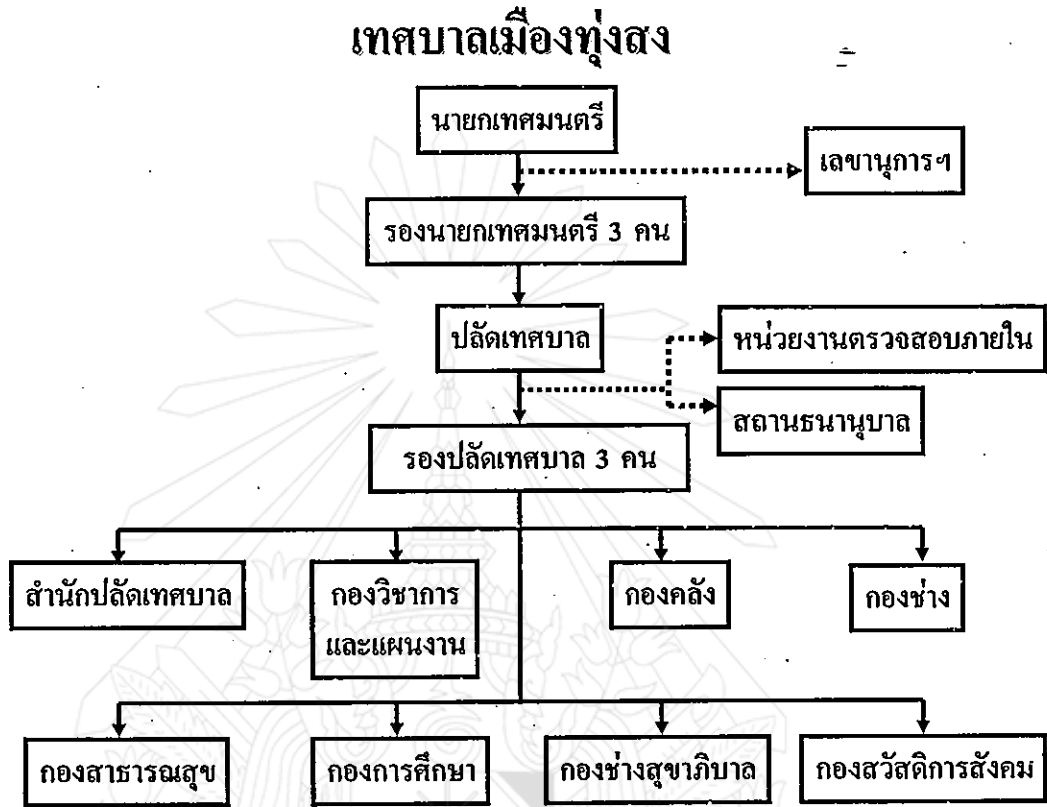 เทศบาลเมืองทุ่งสง
นายกเทศมนตรี
เลขานุการฯ
รองนายกเทศมนตรี 3 คน
ปลัดเทศบาล
หน่วยงานตรวจสอบภายใน
สถานธนานุบาล
รองปลัดเทศบาล 3 คน
สำนักปลัดเทศบาล
กองวิชาการ
และแผนงาน
กองคลัง
กองช่าง
กองสาธารณสุข
กองการศึกษา
กองช่างสุขาภิบาล
กองสวัสดิการสังคม